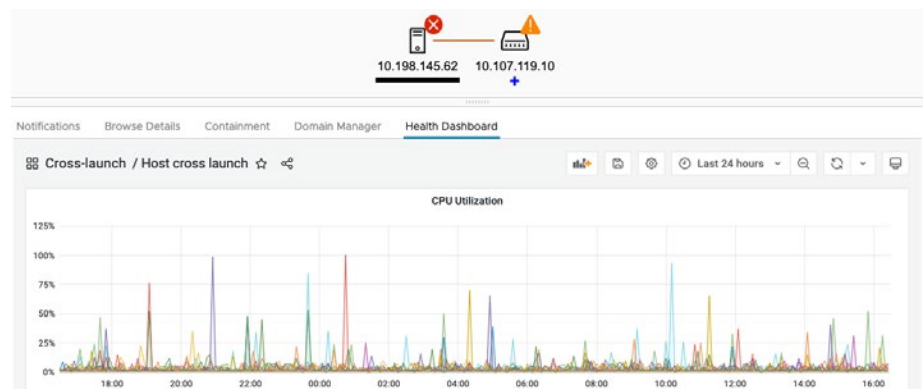 10.198.145.62 10.107.119.10
Notifications Browse Details Containment Domain Manager Health Dashboard
Cross-launch / Host cross launch Last 24 hours
CPU Utilization
125%
100%
75%
50%
25%
0%
18:00 20:00 22:00 00:00 02:00 04:00 06:00 08:00 10:00 12:00 14:00 16:00